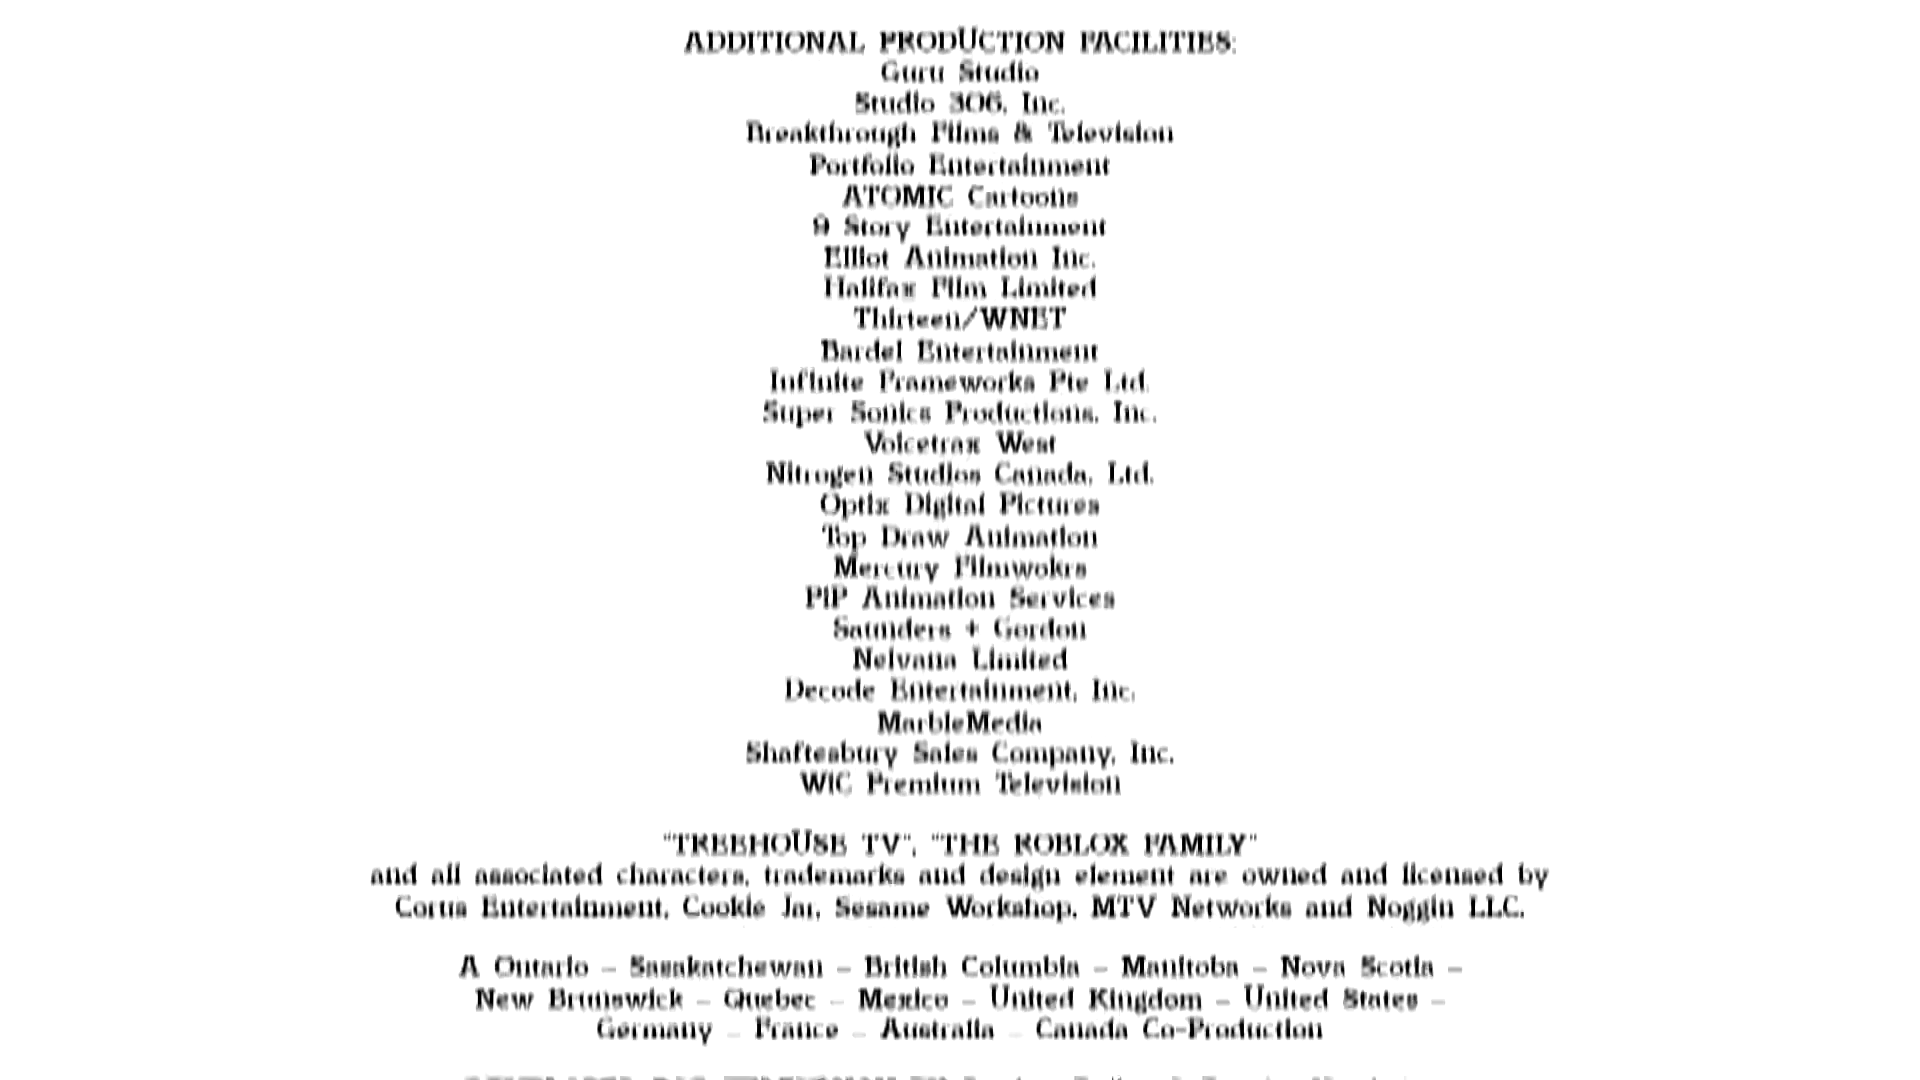 ADDITIONAL PRODUCTION FACILITIES:
Guru Studio
Studio 306, Inc.
Breakthrough Films & Television
Portfolio Entertainment
ATOMIC Cartoons
9 Story Entertainment
Elliot Animation Inc.
Halifax Film Limited
Thirteen/WNET
Bardel Entertainment
Infinite Frameworks Pte Ltd.
Super Sonics Productions, Inc.
Voicetrax West
Nitrogen Studios Canada, Ltd.
Optix Digital Pictures
Top Draw Animation
Mercury Filmwokrs
PiP Animation Services
Saunders + Gordon
Nelvana Limited
Decode Entertainment, Inc.
MarbleMedia
Shaftesbury Sales Company, Inc.
WIC Premium Television
"TREEHOUSE TV", "THE ROBLOX FAMILY"
and all associated characters, trademarks and design element are owned and licensed by
Corus Entertainment, Cookie Jar, Sesame Workshop, MTV Networks and Noggin LLC.
A Ontario – Sasakatchewan – British Columbia – Manitoba – Nova Scotia –
New Brunswick – Quebec – Mexico – United Kingdom – United States –
Germany – France – Australia – Canada Co-Production